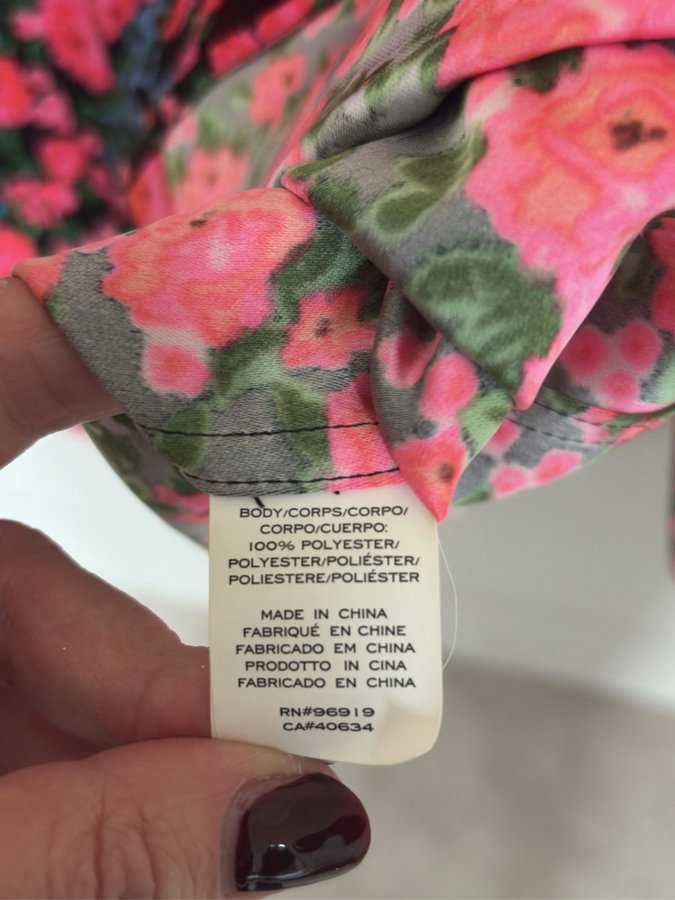 BODY/CORPS/CORPO/
CORPO/CUERPO:
100% POLYESTER/
POLYESTER/POLIÉSTER/
POLIESTERE/POLIÉSTER
MADE IN CHINA
FABRIQUÉ EN CHINE
FABRICADO EM CHINA
PRODOTTO IN CINA
FABRICADO EN CHINA
RN#96919
CA#40634